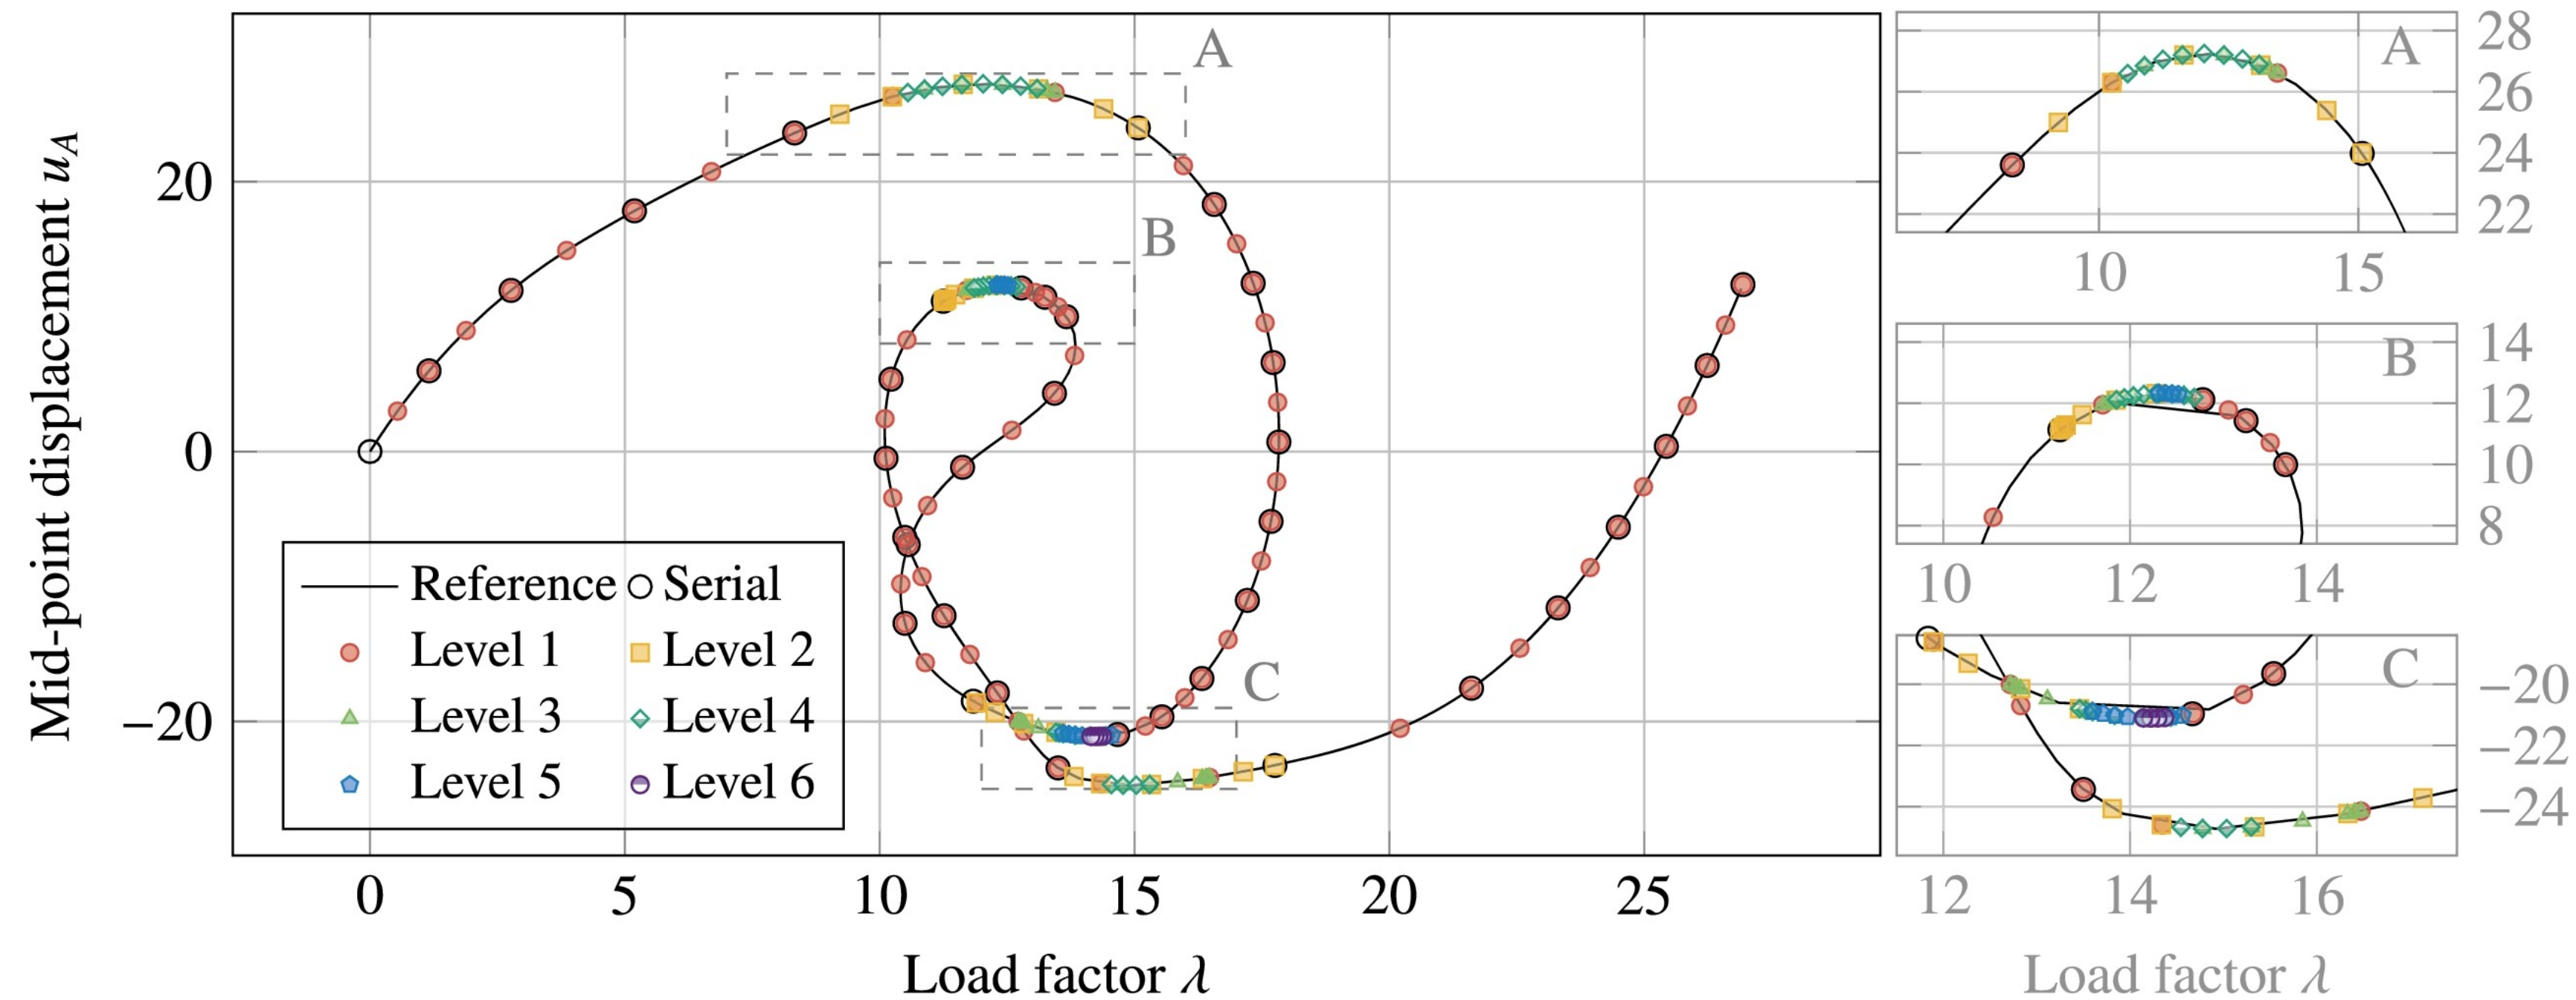 Mid-point displacement u_A
20
0
−20
0 5 10 15 20 25
Load factor λ
A
B
C
Reference Serial
Level 1 Level 2
Level 3 Level 4
Level 5 Level 6
A
28
26
24
22
10 15
B
14
12
10
8
10 12 14
C
−20
−22
−24
12 14 16
Load factor λ